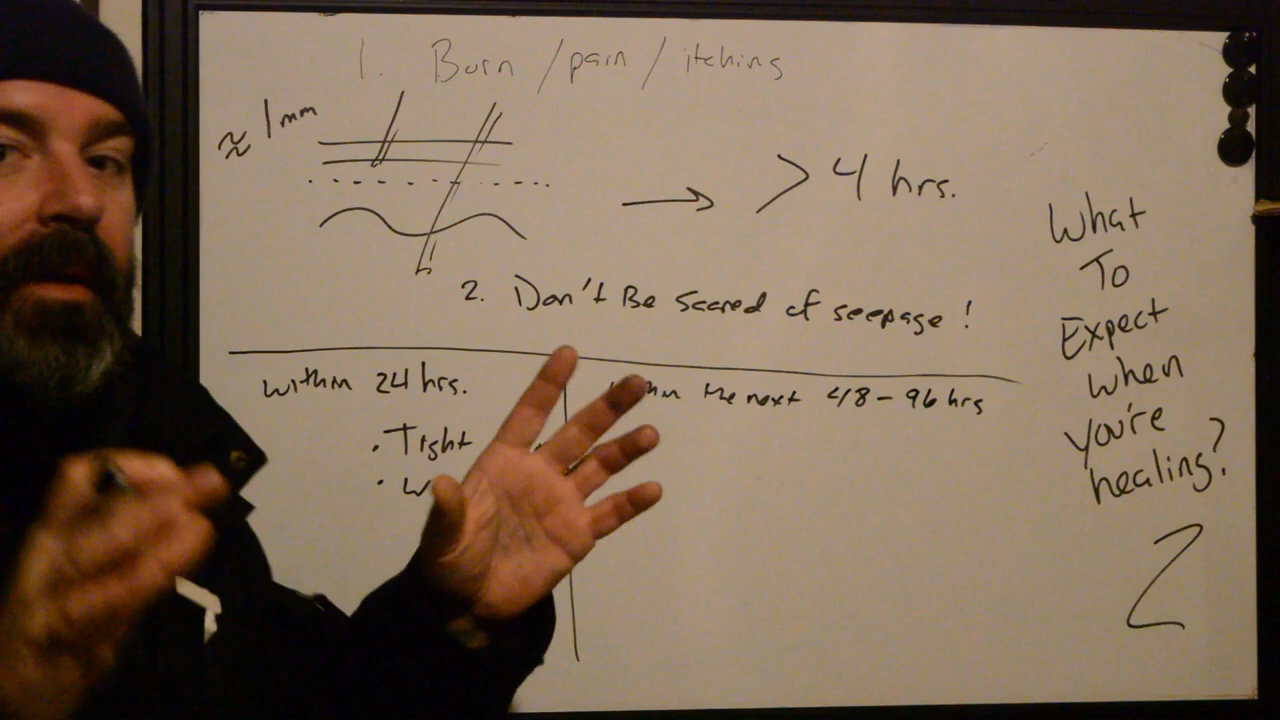 1. Burn / pain / itching
≈ 1mm
> 4 hrs.
2. Don't Be Scared of seepage!
within 24 hrs.
• Tight
• W
the next 48-96 hrs
What
To
Expect
when
you're
healing?
2